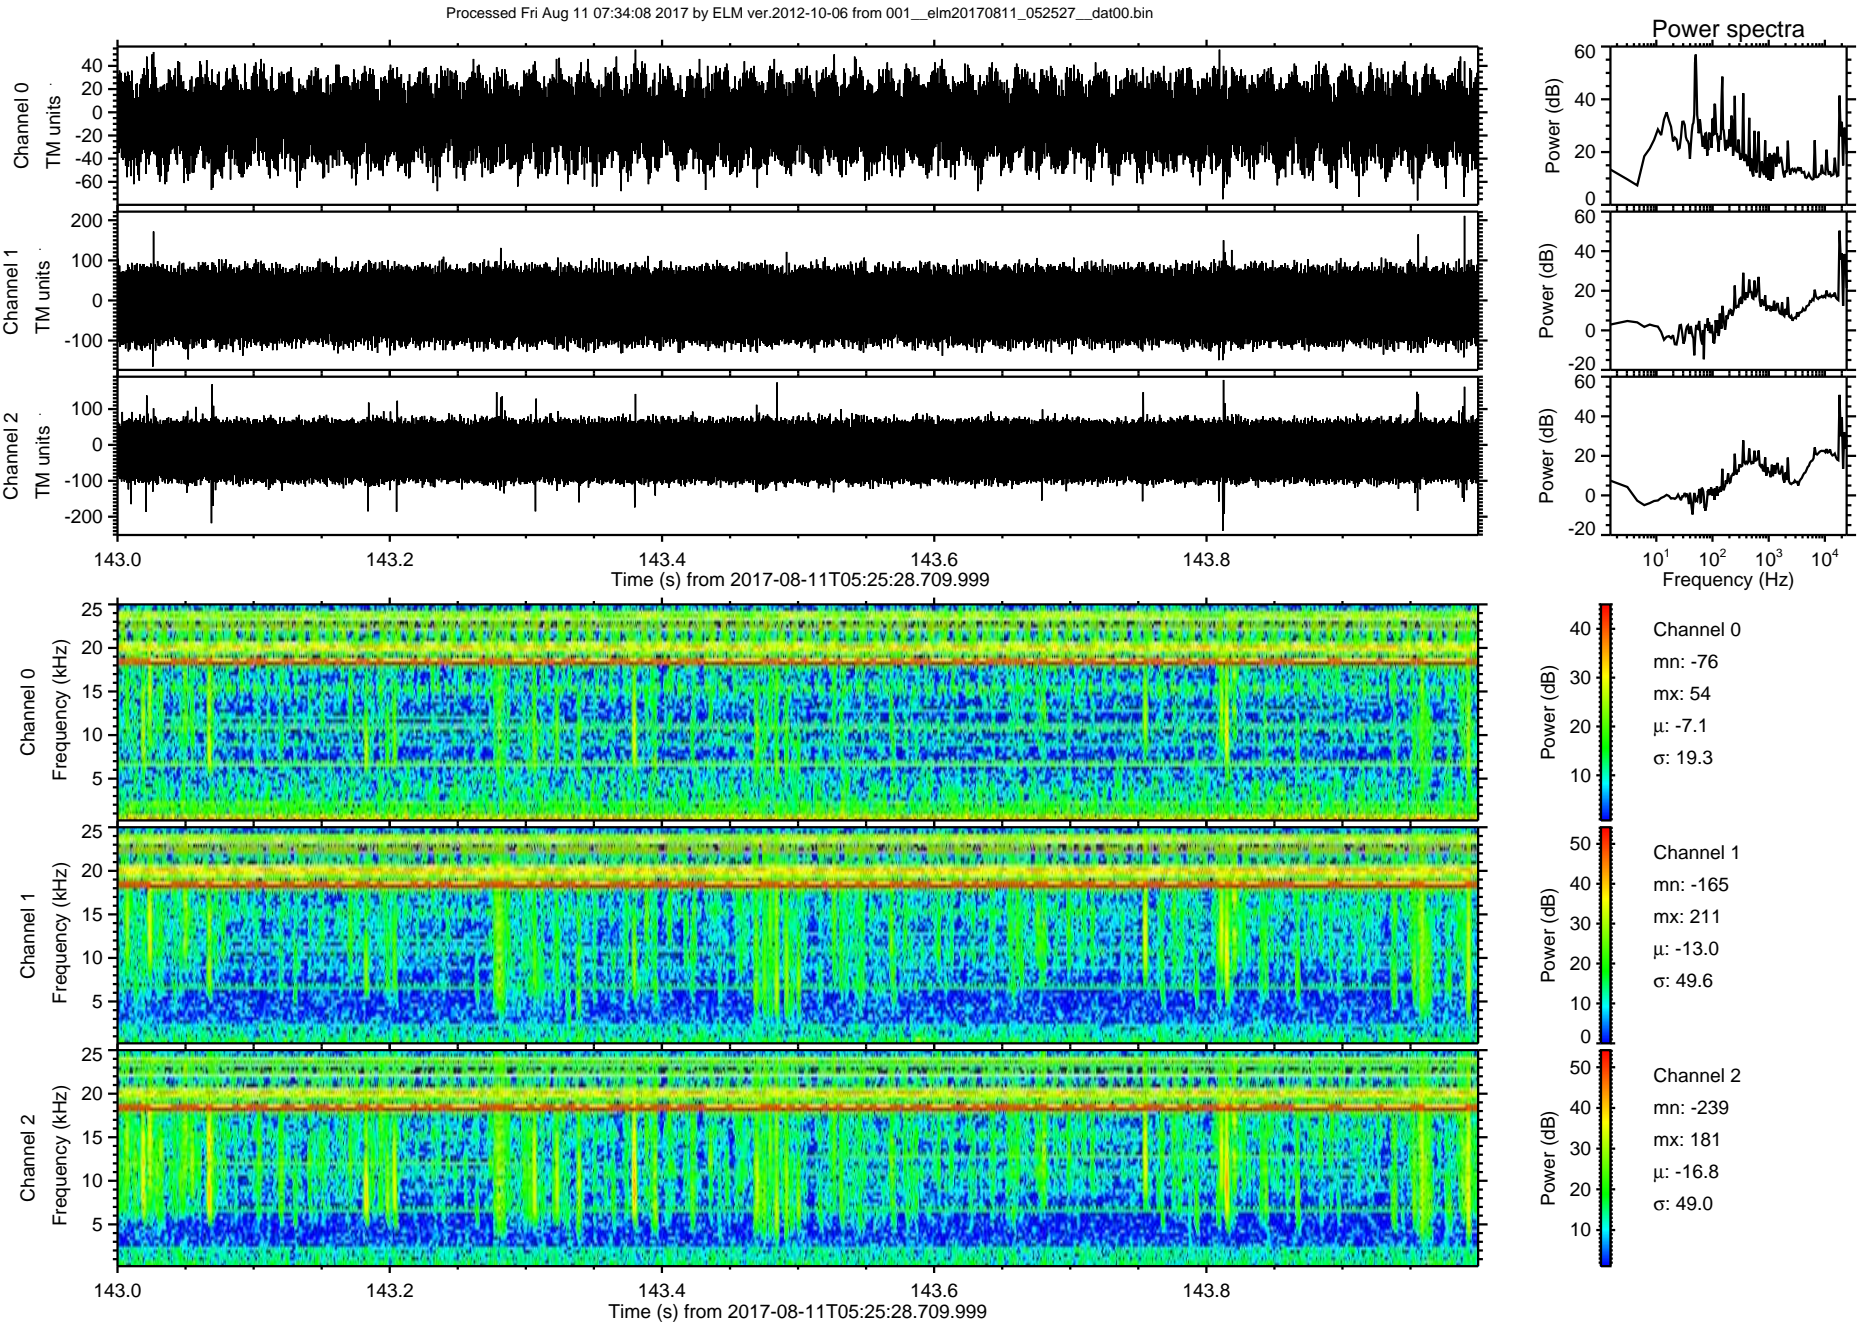 Processed Fri Aug 11 07:34:08 2017 by ELM ver.2012-10-06 from 001__elm20170811_052527__dat00.bin
Power spectra
Channel 0
TM units
40
20
0
-20
-40
-60
Power (dB)
60
40
20
0
Channel 1
TM units
200
100
0
-100
Power (dB)
60
40
20
0
-20
Channel 2
TM units
100
0
-100
-200
Power (dB)
60
40
20
0
-20
143.0 143.2 143.4 143.6 143.8
Time (s) from 2017-08-11T05:25:28.709.999
10¹ 10² 10³ 10⁴
Frequency (Hz)
Channel 0
Frequency (kHz)
25
20
15
10
5
Power (dB)
40
30
20
10
Channel 0
mn: -76
mx: 54
μ: -7.1
σ: 19.3
Channel 1
Frequency (kHz)
25
20
15
10
5
Power (dB)
50
40
30
20
10
0
Channel 1
mn: -165
mx: 211
μ: -13.0
σ: 49.6
Channel 2
Frequency (kHz)
25
20
15
10
5
Power (dB)
50
40
30
20
10
Channel 2
mn: -239
mx: 181
μ: -16.8
σ: 49.0
143.0 143.2 143.4 143.6 143.8
Time (s) from 2017-08-11T05:25:28.709.999